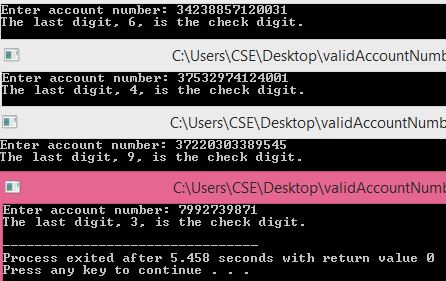 Enter account number: 34238857120031
The last digit, 6, is the check digit.
C:\Users\CSE\Desktop\validAccountNumb
Enter account number: 37532974124001
The last digit, 4, is the check digit.
C:\Users\CSE\Desktop\validAccountNumb
Enter account number: 37220303389545
The last digit, 9, is the check digit.
C:\Users\CSE\Desktop\validAccountNumb
Enter account number: 7992739871
The last digit, 3, is the check digit.
--------------------------------
Process exited after 5.458 seconds with return value 0
Press any key to continue . . .